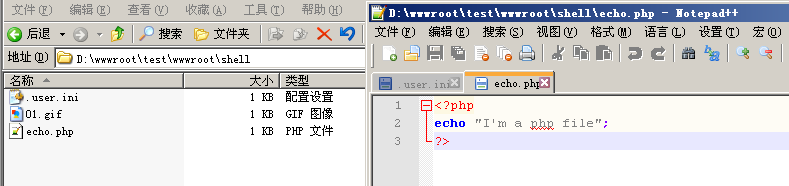 文件(F) 编辑(E) 查看(V) 收藏(A) 工具(T) 帮助(H)
后退 搜索 文件夹
地址(D) D:\wwwroot\test\wwwroot\shell
名称 大小 类型
.user.ini 1 KB 配置设置
01.gif 1 KB GIF 图像
echo.php 1 KB PHP 文件
D:\wwwroot\test\wwwroot\shell\echo.php - Notepad++
文件(F) 编辑(E) 搜索(S) 视图(V) 格式(M) 语言(L) 设置(T) 宏(O)
.user.ini echo.php
1 <?php
2 echo "I'm a php file";
3 ?>